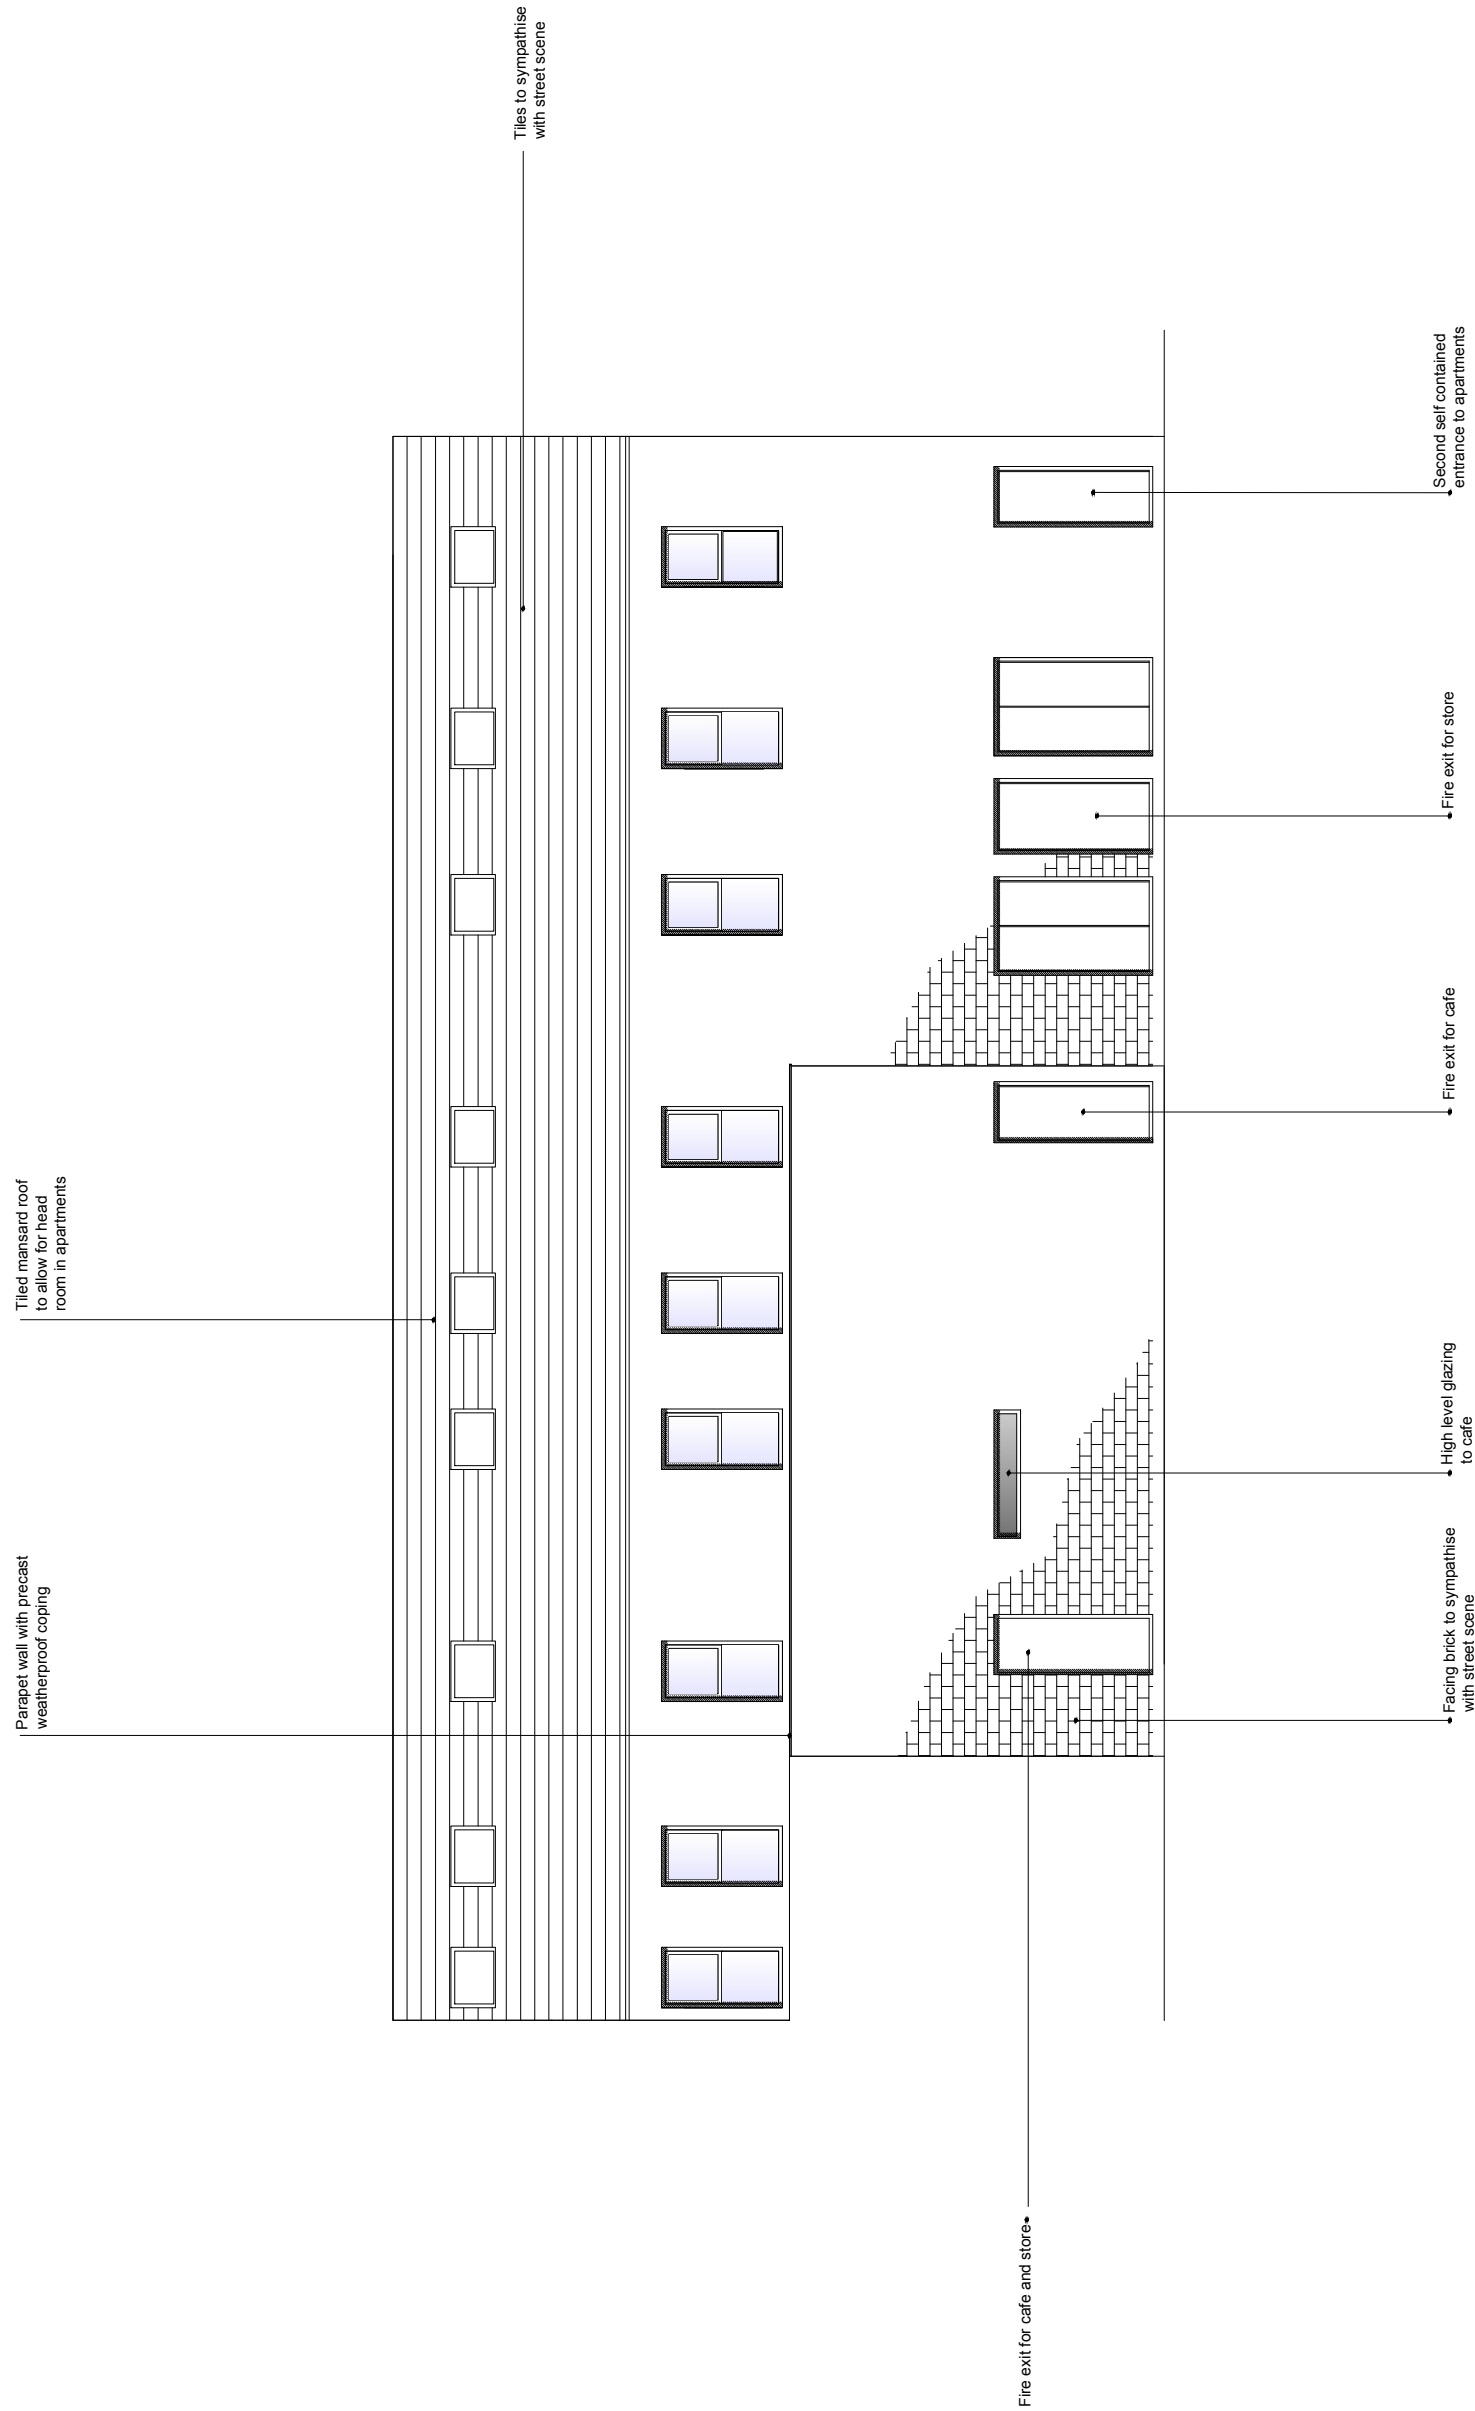 Parapet wall with precast
weatherproof coping
Tiled mansard roof
to allow for head
room in apartments
Tiles to sympathise
with street scene
Fire exit for cafe and store
Facing brick to sympathise
with street scene
High level glazing
to cafe
Fire exit for cafe
Fire exit for store
Second self contained
entrance to apartments